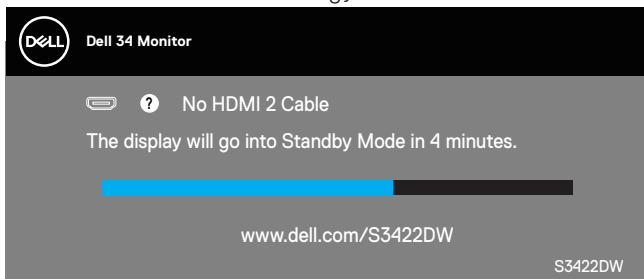 DELL
Dell 34 Monitor
? No HDMI 2 Cable
The display will go into Standby Mode in 4 minutes.
www.dell.com/S3422DW
S3422DW